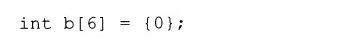 int b[6] = {0};